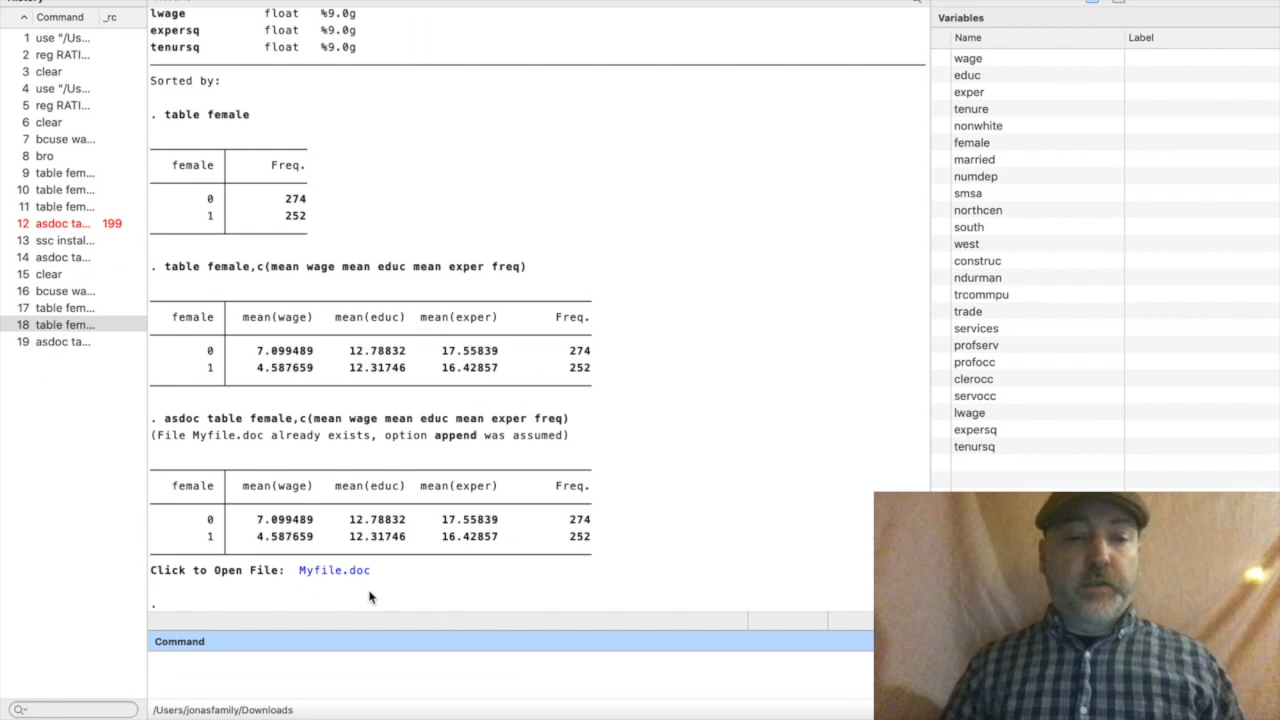 Command _rc
1 use "/Us...
2 reg RATI...
3 clear
4 use "/Us...
5 reg RATI...
6 clear
7 bcuse wa...
8 bro
9 table fem...
10 table fem...
11 table fem...
12 asdoc ta... 199
13 ssc instal...
14 asdoc ta...
15 clear
16 bcuse wa...
17 table fem...
18 table fem...
19 asdoc ta...
lwage float %9.0g
expersq float %9.0g
tenursq float %9.0g
Sorted by:
. table female
female Freq.
0 274
1 252
. table female,c(mean wage mean educ mean exper freq)
female mean(wage) mean(educ) mean(exper) Freq.
0 7.099489 12.78832 17.55839 274
1 4.587659 12.31746 16.42857 252
. asdoc table female,c(mean wage mean educ mean exper freq)
(File Myfile.doc already exists, option append was assumed)
female mean(wage) mean(educ) mean(exper) Freq.
0 7.099489 12.78832 17.55839 274
1 4.587659 12.31746 16.42857 252
Click to Open File: Myfile.doc
.
Command
/Users/jonasfamily/Downloads
Variables
Name Label
wage
educ
exper
tenure
nonwhite
female
married
numdep
smsa
northcen
south
west
construc
ndurman
trcommpu
trade
services
profserv
profocc
clerocc
servocc
lwage
expersq
tenursq